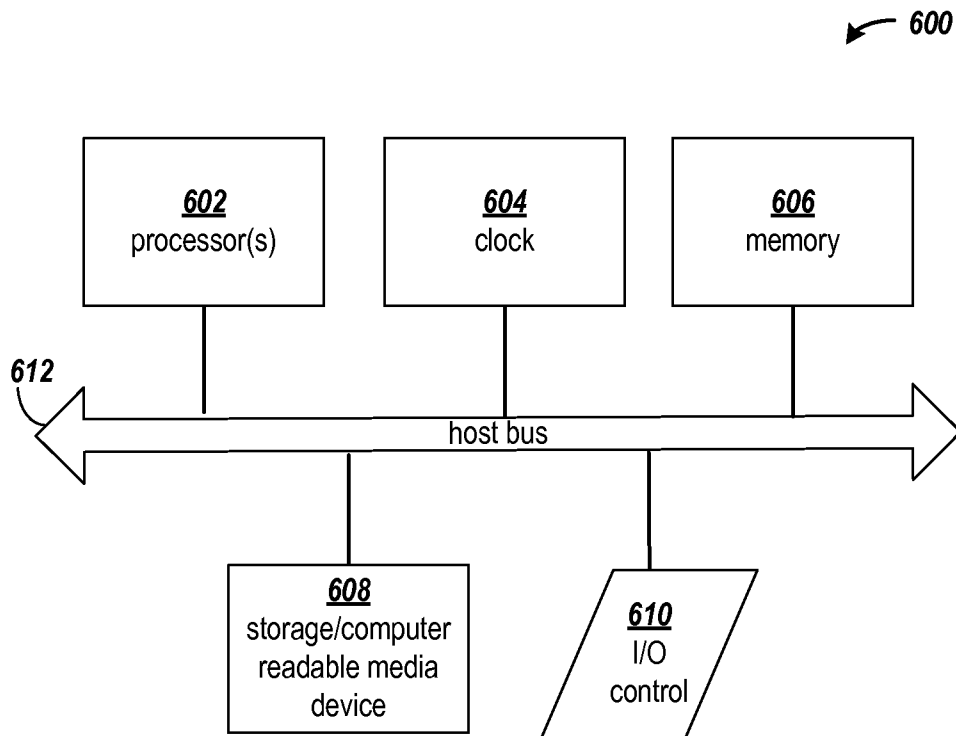 600
602
processor(s)
604
clock
606
memory
612
host bus
608
storage/computer
readable media
device
610
I/O
control